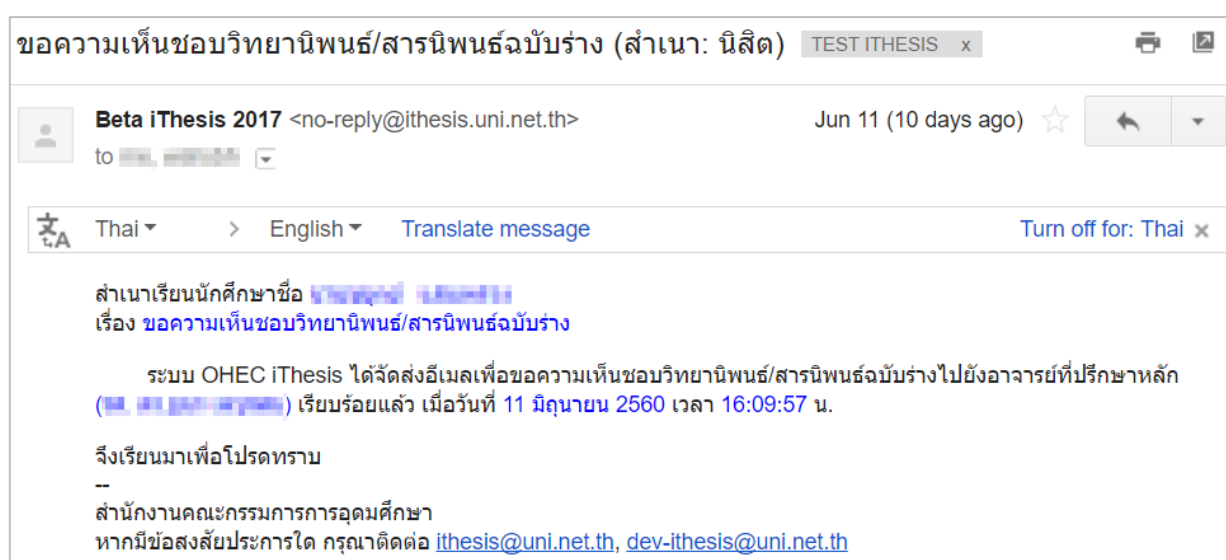 ขอความเห็นชอบวิทยานิพนธ์/สารนิพนธ์ฉบับร่าง (สำเนา: นิสิต) TEST ITHESIS x
Beta iThesis 2017 <no-reply@ithesis.uni.net.th> Jun 11 (10 days ago)
to
Thai > English Translate message Turn off for: Thai x
สำเนาเรียนนักศึกษาชื่อ
เรื่อง ขอความเห็นชอบวิทยานิพนธ์/สารนิพนธ์ฉบับร่าง
ระบบ OHEC iThesis ได้จัดส่งอีเมลเพื่อขอความเห็นชอบวิทยานิพนธ์/สารนิพนธ์ฉบับร่างไปยังอาจารย์ที่ปรึกษาหลัก
( ) เรียบร้อยแล้ว เมื่อวันที่ 11 มิถุนายน 2560 เวลา 16:09:57 น.
จึงเรียนมาเพื่อโปรดทราบ
--
สำนักงานคณะกรรมการการอุดมศึกษา
หากมีข้อสงสัยประการใด กรุณาติดต่อ ithesis@uni.net.th, dev-ithesis@uni.net.th